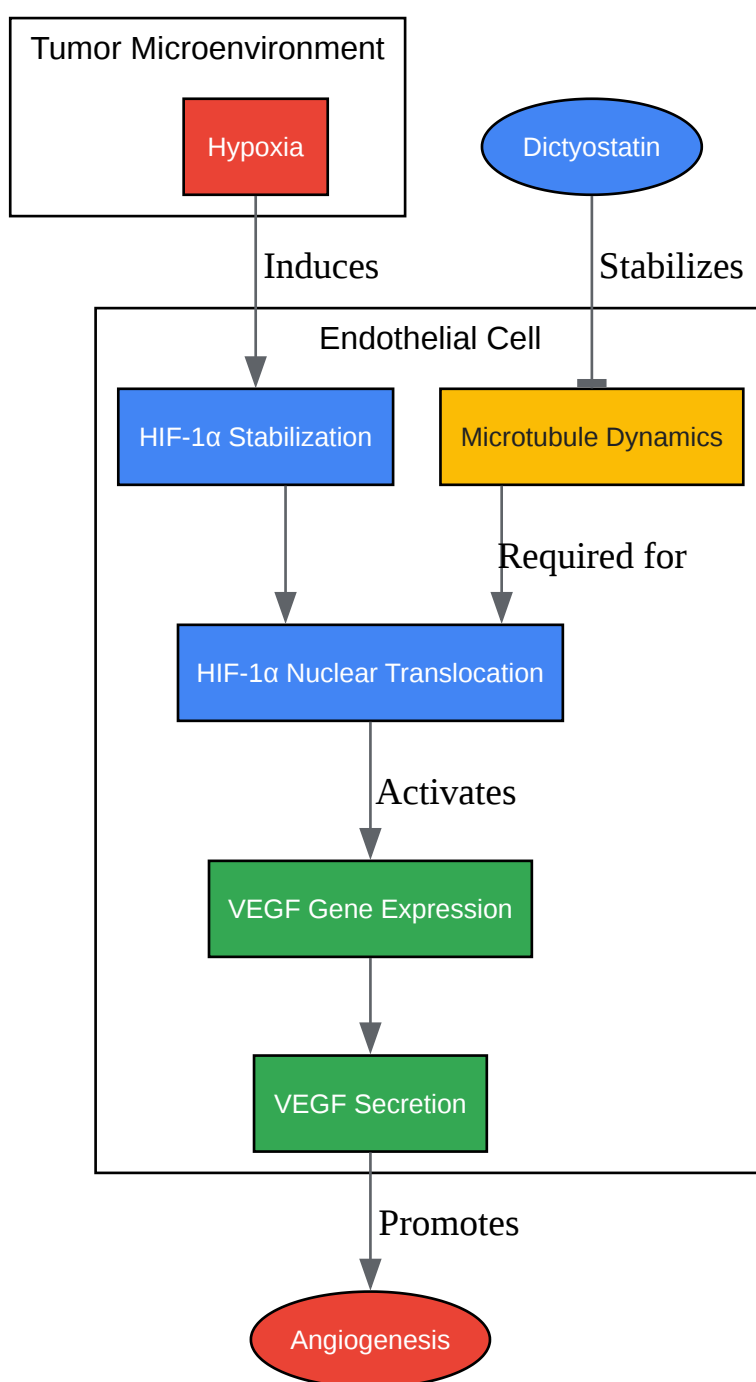 Tumor Microenvironment
Hypoxia
Dictyostatin
Induces
Stabilizes
Endothelial Cell
HIF-1α Stabilization
Microtubule Dynamics
Required for
HIF-1α Nuclear Translocation
Activates
VEGF Gene Expression
VEGF Secretion
Promotes
Angiogenesis